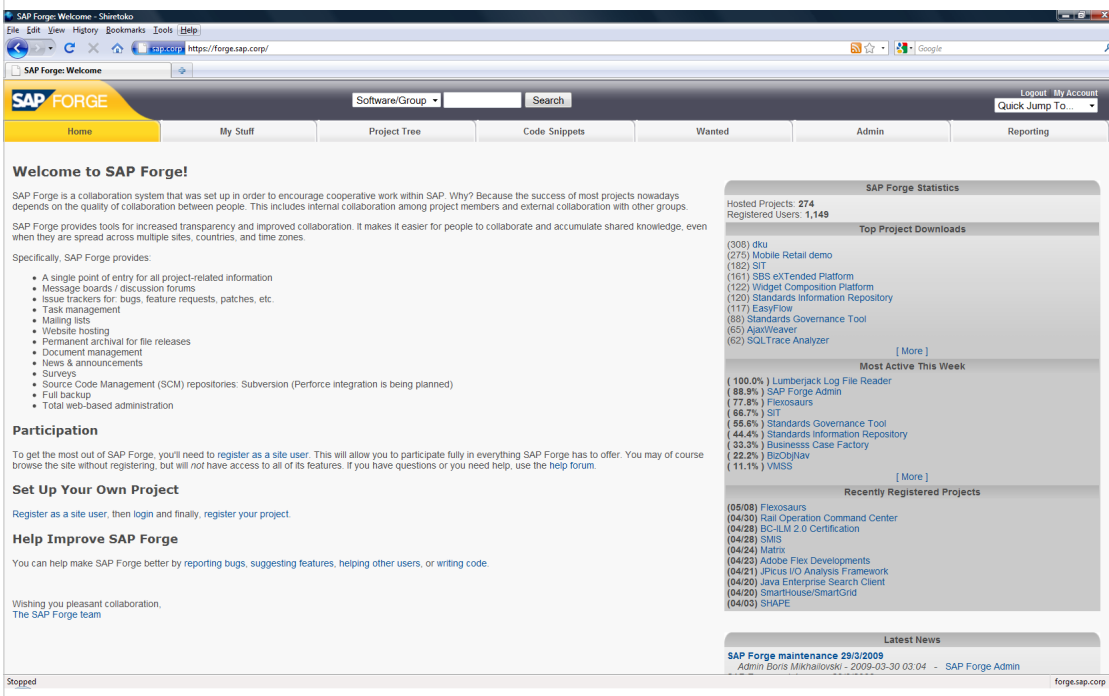 SAP Forge: Welcome - Shiretoko
File Edit View History Bookmarks Tools Help
sap.corp https://forge.sap.corp/
Google
SAP Forge: Welcome
SAP FORGE
Software/Group
Search
Logout My Account
Quick Jump To...
Home My Stuff Project Tree Code Snippets Wanted Admin Reporting
Welcome to SAP Forge!
SAP Forge is a collaboration system that was set up in order to encourage cooperative work within SAP. Why? Because the success of most projects nowadays
depends on the quality of collaboration between people. This includes internal collaboration among project members and external collaboration with other groups.
SAP Forge provides tools for increased transparency and improved collaboration. It makes it easier for people to collaborate and accumulate shared knowledge, even
when they are spread across multiple sites, countries, and time zones.
Specifically, SAP Forge provides:
• A single point of entry for all project-related information
• Message boards / discussion forums
• Issue trackers for: bugs, feature requests, patches, etc.
• Task management
• Mailing lists
• Website hosting
• Permanent archival for file releases
• Document management
• News & announcements
• Surveys
• Source Code Management (SCM) repositories: Subversion (Perforce integration is being planned)
• Full backup
• Total web-based administration
Participation
To get the most out of SAP Forge, you'll need to register as a site user. This will allow you to participate fully in everything SAP Forge has to offer. You may of course
browse the site without registering, but will not have access to all of its features. If you have questions or you need help, use the help forum.
Set Up Your Own Project
Register as a site user, then login and finally, register your project.
Help Improve SAP Forge
You can help make SAP Forge better by reporting bugs, suggesting features, helping other users, or writing code.
Wishing you pleasant collaboration,
The SAP Forge team
SAP Forge Statistics
Hosted Projects: 274
Registered Users: 1,149
Top Project Downloads
(308) dku
(275) Mobile Retail demo
(182) SIT
(161) SBS eXTended Platform
(122) Widget Composition Platform
(120) Standards Information Repository
(117) EasyFlow
(88) Standards Governance Tool
(65) AjaxWeaver
(62) SQLTrace Analyzer
[ More ]
Most Active This Week
( 100.0% ) Lumberjack Log File Reader
( 88.9% ) SAP Forge Admin
( 77.8% ) Flexosaurs
( 66.7% ) SIT
( 55.6% ) Standards Governance Tool
( 44.4% ) Standards Information Repository
( 33.3% ) Businesss Case Factory
( 22.2% ) BizObjNav
( 11.1% ) VMSS
[ More ]
Recently Registered Projects
(05/08) Flexosaurs
(04/30) Rail Operation Command Center
(04/28) BC-ILM 2.0 Certification
(04/28) SMIS
(04/24) Matrix
(04/23) Adobe Flex Developments
(04/21) JPicus I/O Analysis Framework
(04/20) Java Enterprise Search Client
(04/20) SmartHouse/SmartGrid
(04/03) SHAPE
Latest News
SAP Forge maintenance 29/3/2009
Admin Boris Mikhailovski - 2009-03-30 03:04 - SAP Forge Admin
Stopped
forge.sap.corp